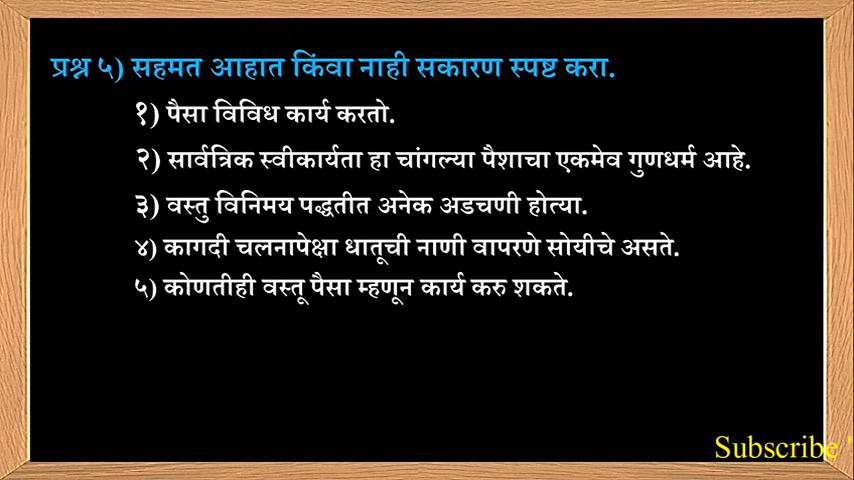 प्रश्न ५) सहमत आहात किंवा नाही सकारण स्पष्ट करा.
१) पैसा विविध कार्य करतो.
२) सार्वत्रिक स्वीकार्यता हा चांगल्या पैशाचा एकमेव गुणधर्म आहे.
३) वस्तु विनिमय पद्धतीत अनेक अडचणी होत्या.
४) कागदी चलनापेक्षा धातूची नाणी वापरणे सोयीचे असते.
५) कोणतीही वस्तू पैसा म्हणून कार्य करु शकते.
Subscribe '